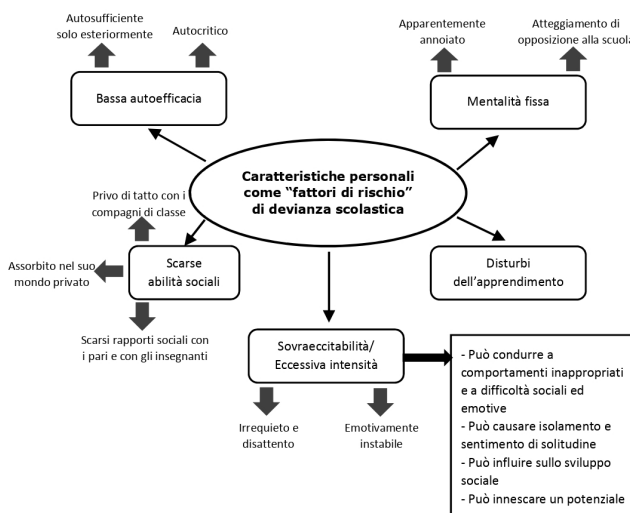 Autosufficiente
solo esteriormente
Autocritico
Apparentemente
annoiato
Atteggiamento di
opposizione alla scuola
Bassa autoefficacia
Mentalità fissa
Caratteristiche personali
come “fattori di rischio”
di devianza scolastica
Privo di tatto con i
compagni di classe
Assorbito nel suo
mondo privato
Scarse
abilità sociali
Disturbi
dell’apprendimento
Scarsi rapporti sociali con
i pari e con gli insegnanti
Sovraeccitabilità/
Eccessiva intensità
Irrequieto e
disattento
Emotivamente
instabile
- Può condurre a
comportamenti inappropriati
e a difficoltà sociali ed
emotive
- Può causare isolamento e
sentimento di solitudine
- Può influire sullo sviluppo
sociale
- Può innescare un potenziale